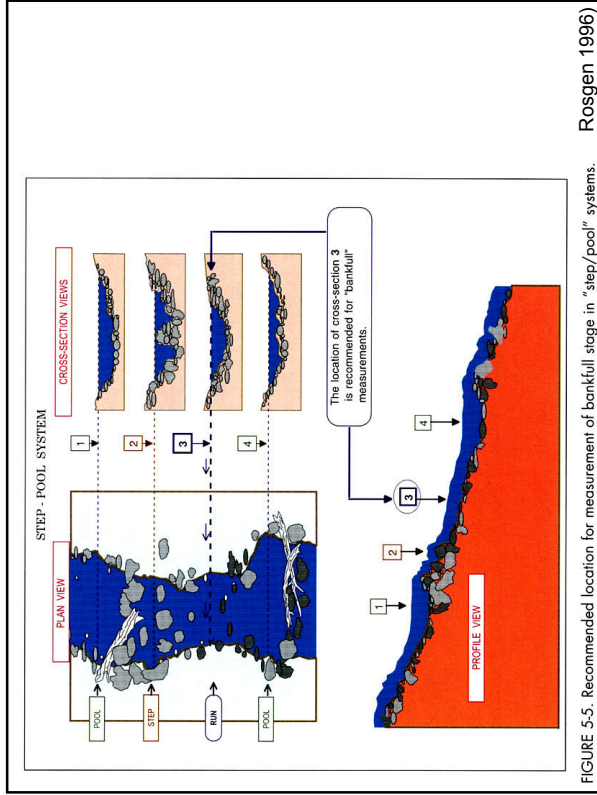 STEP - POOL SYSTEM
PLAN VIEW
CROSS-SECTION VIEWS
POOL
1
STEP
2
RUN
3
POOL
4
The location of cross-section 3
is recommended for "bankfull"
measurements.
1
2
3
4
PROFILE VIEW
FIGURE 5-5. Recommended location for measurement of bankfull stage in "step/pool" systems.
Rosgen 1996)